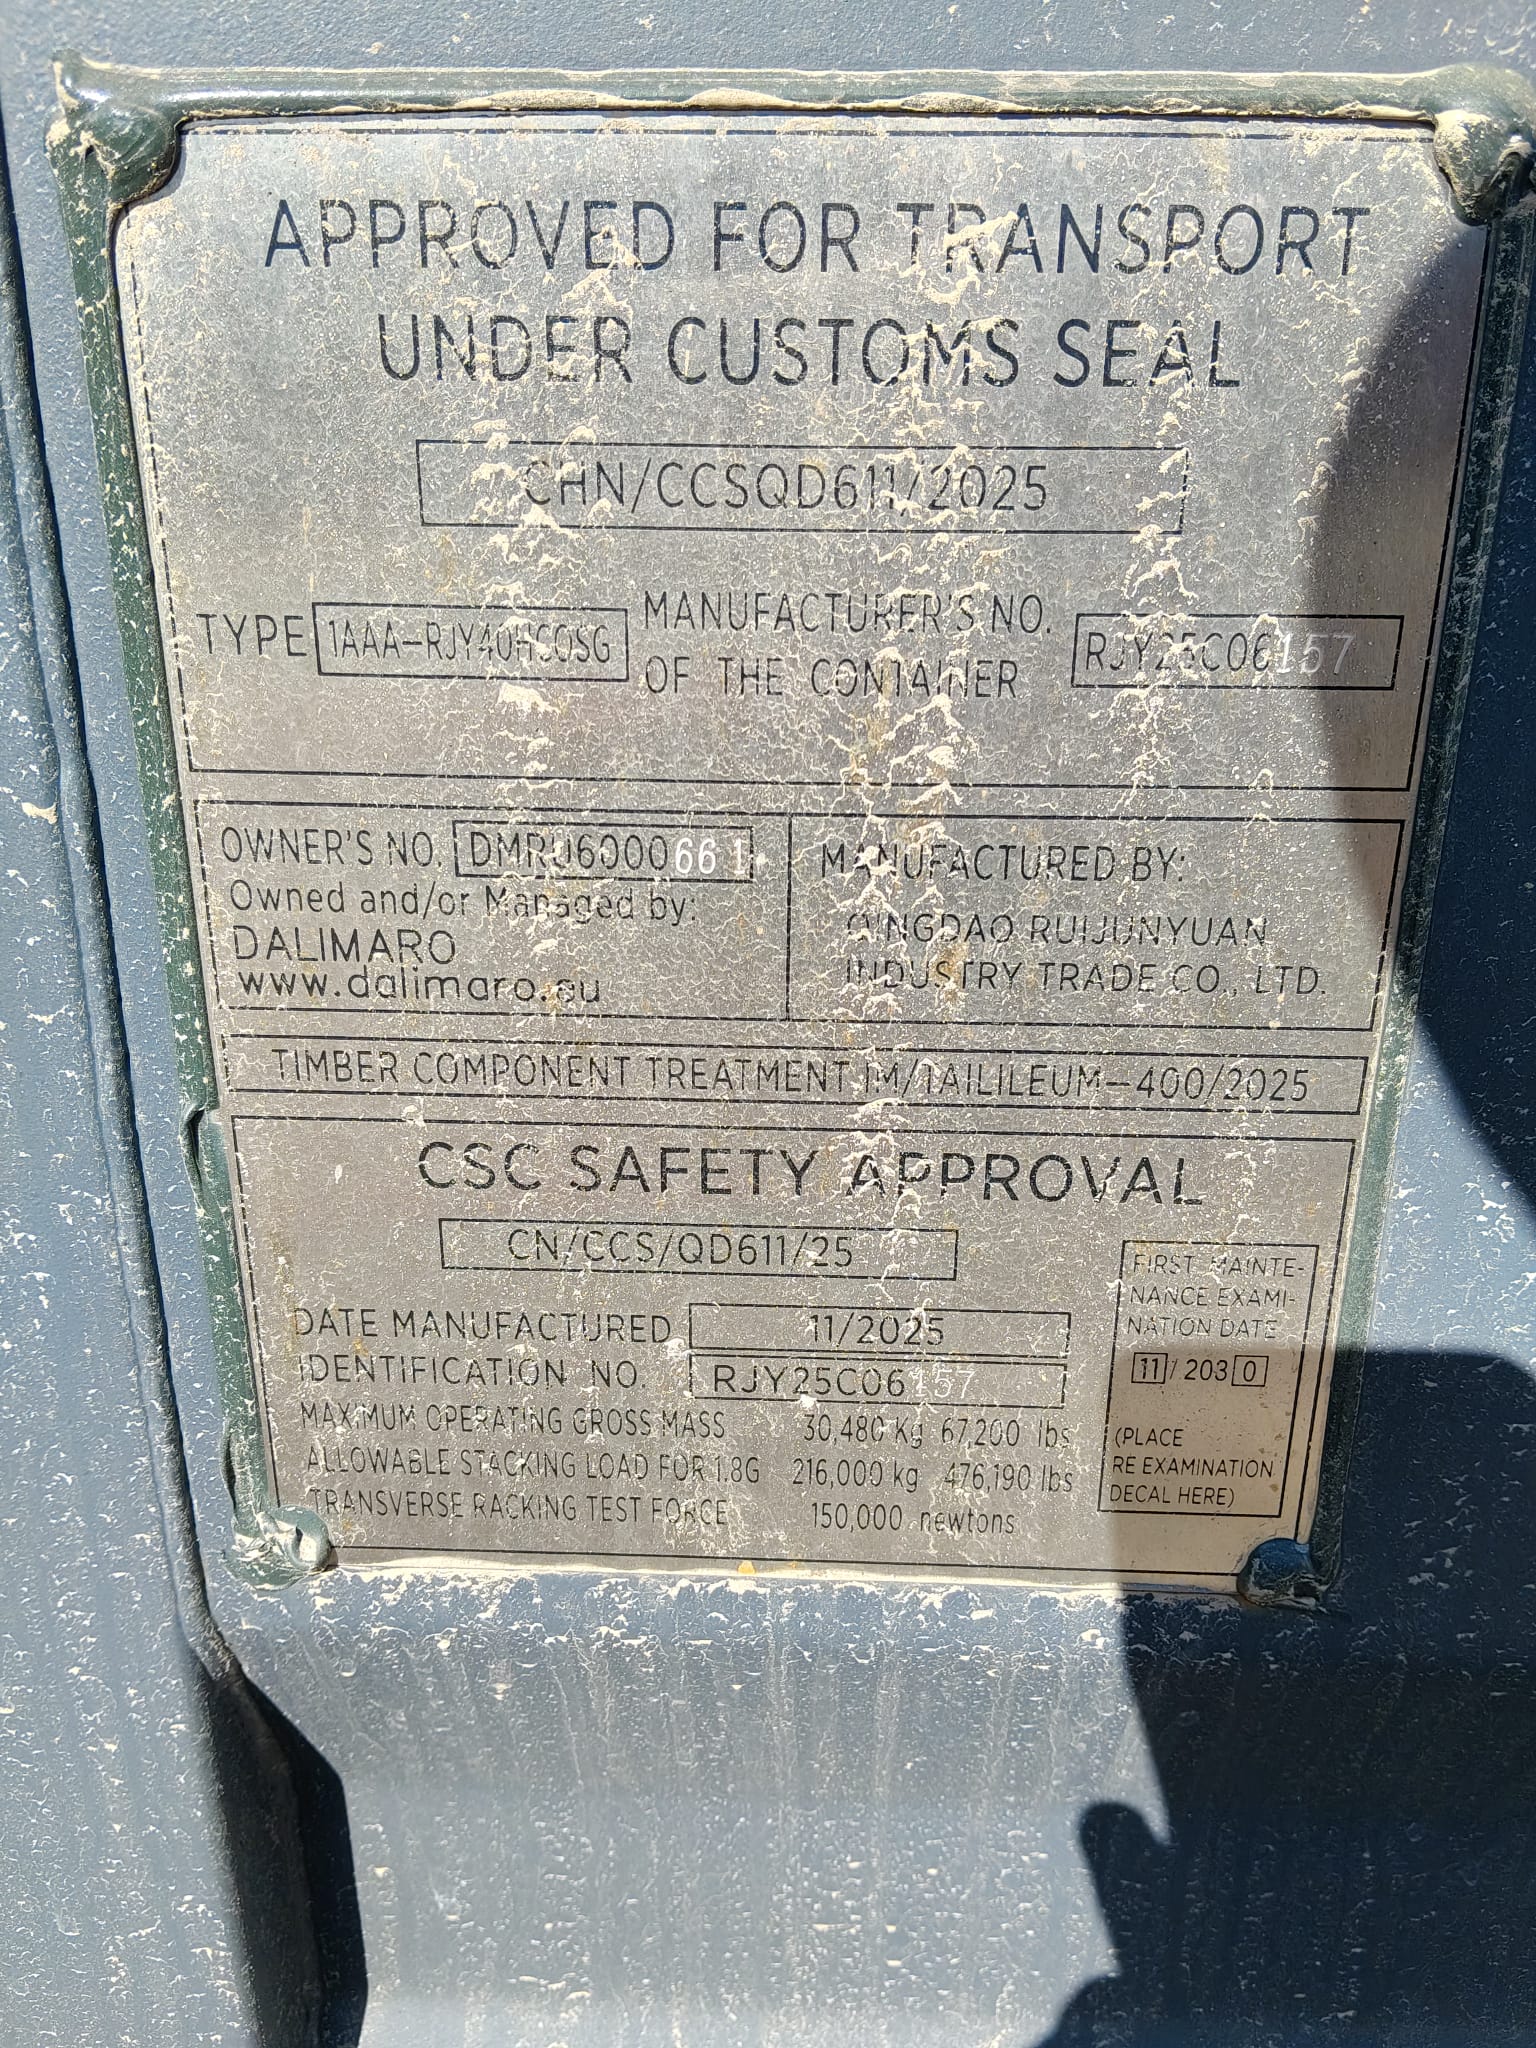 APPROVED FOR TRANSPORT
UNDER CUSTOMS SEAL
CHN/CCSQD611/2025
TYPE 1AAA-RJY40HCOSG MANUFACTURER'S NO. OF THE CONTAINER RJY25C06157
OWNER'S NO. DMRU6000661
Owned and/or Managed by:
DALIMARO
www.dalimaro.eu
MANUFACTURED BY:
QINGDAO RUIJUNYUAN
INDUSTRY TRADE CO., LTD.
TIMBER COMPONENT TREATMENT IM/TAILILEUM-400/2025
CSC SAFETY APPROVAL
CN/CCS/QD611/25
DATE MANUFACTURED 11/2025
IDENTIFICATION NO. RJY25C06157
MAXIMUM OPERATING GROSS MASS 30,480 Kg 67,200 lbs
ALLOWABLE STACKING LOAD FOR 1.8G 216,000 kg 476,190 lbs
TRANSVERSE RACKING TEST FORCE 150,000 newtons
FIRST MAINTE-
NANCE EXAMI-
NATION DATE
11/2030
(PLACE
RE EXAMINATION
DECAL HERE)